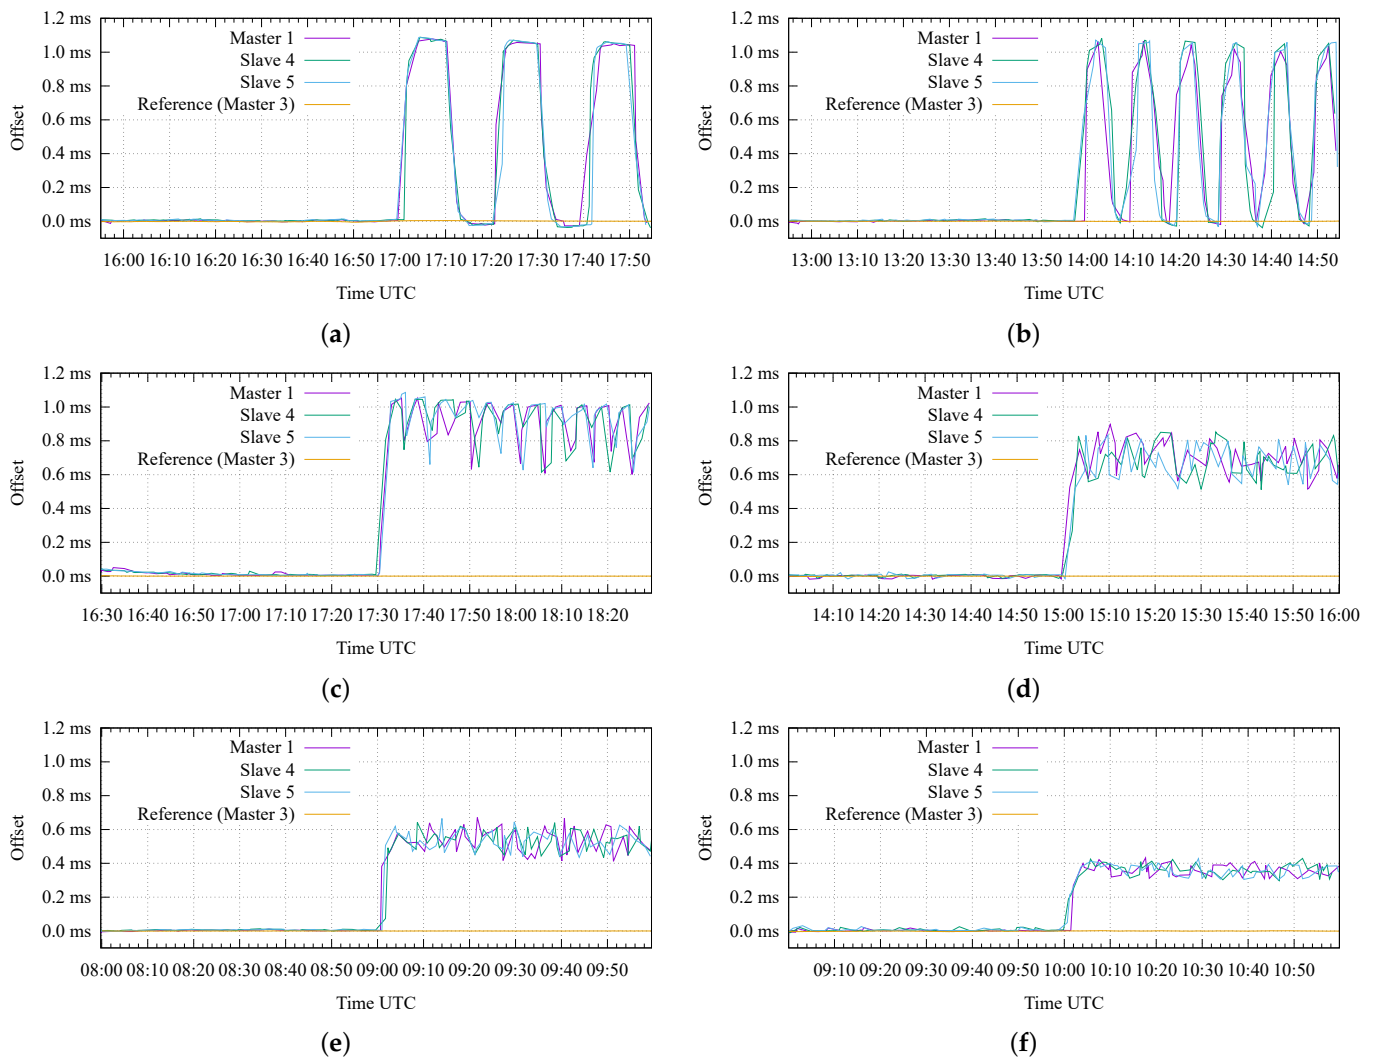 1.2 ms
1.0 ms
0.8 ms
0.6 ms
0.4 ms
0.2 ms
0.0 ms
Offset
Master 1
Slave 4
Slave 5
Reference (Master 3)
16:00 16:10 16:20 16:30 16:40 16:50 17:00 17:10 17:20 17:30 17:40 17:50
Time UTC
(a)
1.2 ms
1.0 ms
0.8 ms
0.6 ms
0.4 ms
0.2 ms
0.0 ms
Offset
Master 1
Slave 4
Slave 5
Reference (Master 3)
13:00 13:10 13:20 13:30 13:40 13:50 14:00 14:10 14:20 14:30 14:40 14:50
Time UTC
(b)
1.2 ms
1.0 ms
0.8 ms
0.6 ms
0.4 ms
0.2 ms
0.0 ms
Offset
Master 1
Slave 4
Slave 5
Reference (Master 3)
16:30 16:40 16:50 17:00 17:10 17:20 17:30 17:40 17:50 18:00 18:10 18:20
Time UTC
(c)
1.2 ms
1.0 ms
0.8 ms
0.6 ms
0.4 ms
0.2 ms
0.0 ms
Offset
Master 1
Slave 4
Slave 5
Reference (Master 3)
14:10 14:20 14:30 14:40 14:50 15:00 15:10 15:20 15:30 15:40 15:50 16:00
Time UTC
(d)
1.2 ms
1.0 ms
0.8 ms
0.6 ms
0.4 ms
0.2 ms
0.0 ms
Offset
Master 1
Slave 4
Slave 5
Reference (Master 3)
08:00 08:10 08:20 08:30 08:40 08:50 09:00 09:10 09:20 09:30 09:40 09:50
Time UTC
(e)
1.2 ms
1.0 ms
0.8 ms
0.6 ms
0.4 ms
0.2 ms
0.0 ms
Offset
Master 1
Slave 4
Slave 5
Reference (Master 3)
09:10 09:20 09:30 09:40 09:50 10:00 10:10 10:20 10:30 10:40 10:50
Time UTC
(f)